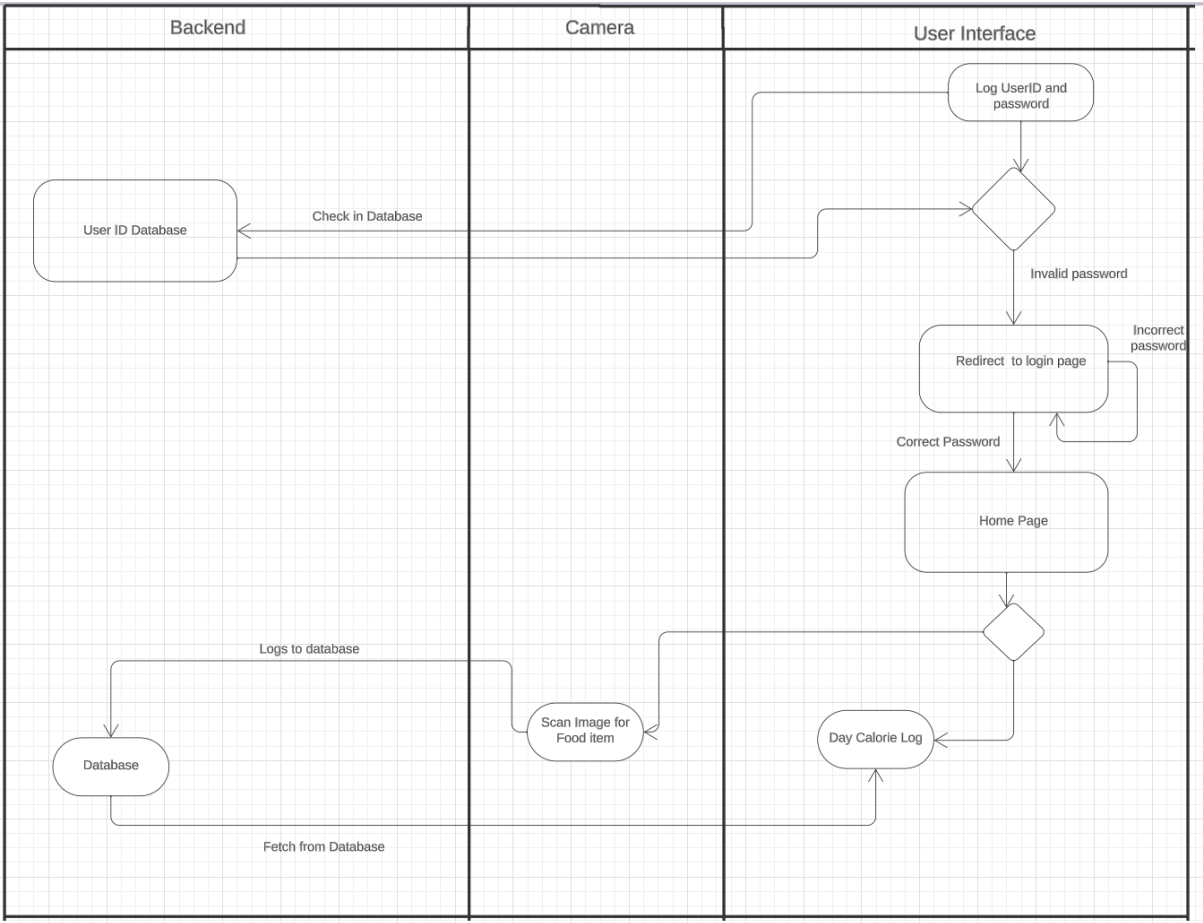 Backend
Camera
User Interface
Log UserID and
password
Check in Database
User ID Database
Invalid password
Incorrect
password
Redirect to login page
Correct Password
Home Page
Logs to database
Scan Image for
Food item
Day Calorie Log
Database
Fetch from Database